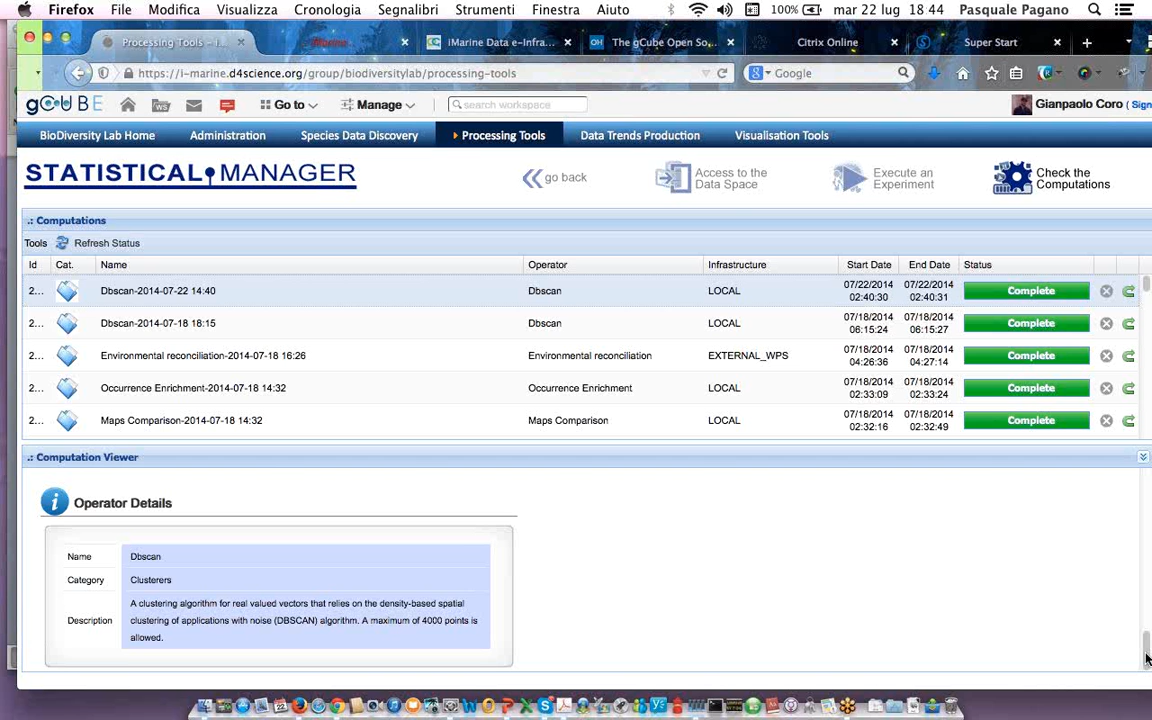 Firefox File Modifica Visualizza Cronologia Segnalibri Strumenti Finestra Aiuto 100% mar 22 lug 18:44 Pasquale Pagano
Processing Tools – i... iMarine Data e-Infra... The gCube Open So... Citrix Online Super Start
https://i-marine.d4science.org/group/biodiversitylab/processing-tools Google
gCUBE Go to Manage search workspace Gianpaolo Coro ( Sign
BioDiversity Lab Home Administration Species Data Discovery Processing Tools Data Trends Production Visualisation Tools
STATISTICAL MANAGER go back Access to the Data Space Execute an Experiment Check the Computations
.: Computations
Tools Refresh Status
Id Cat. Name Operator Infrastructure Start Date End Date Status
2... Dbscan-2014-07-22 14:40 Dbscan LOCAL 07/22/2014 02:40:30 07/22/2014 02:40:31 Complete
2... Dbscan-2014-07-18 18:15 Dbscan LOCAL 07/18/2014 06:15:24 07/18/2014 06:15:27 Complete
2... Environmental reconciliation-2014-07-18 16:26 Environmental reconciliation EXTERNAL_WPS 07/18/2014 04:26:36 07/18/2014 04:27:14 Complete
2... Occurrence Enrichment-2014-07-18 14:32 Occurrence Enrichment LOCAL 07/18/2014 02:33:09 07/18/2014 02:33:24 Complete
2... Maps Comparison-2014-07-18 14:32 Maps Comparison LOCAL 07/18/2014 02:32:16 07/18/2014 02:32:49 Complete
.: Computation Viewer
Operator Details
Name Dbscan
Category Clusterers
Description A clustering algorithm for real valued vectors that relies on the density-based spatial
clustering of applications with noise (DBSCAN) algorithm. A maximum of 4000 points is
allowed.